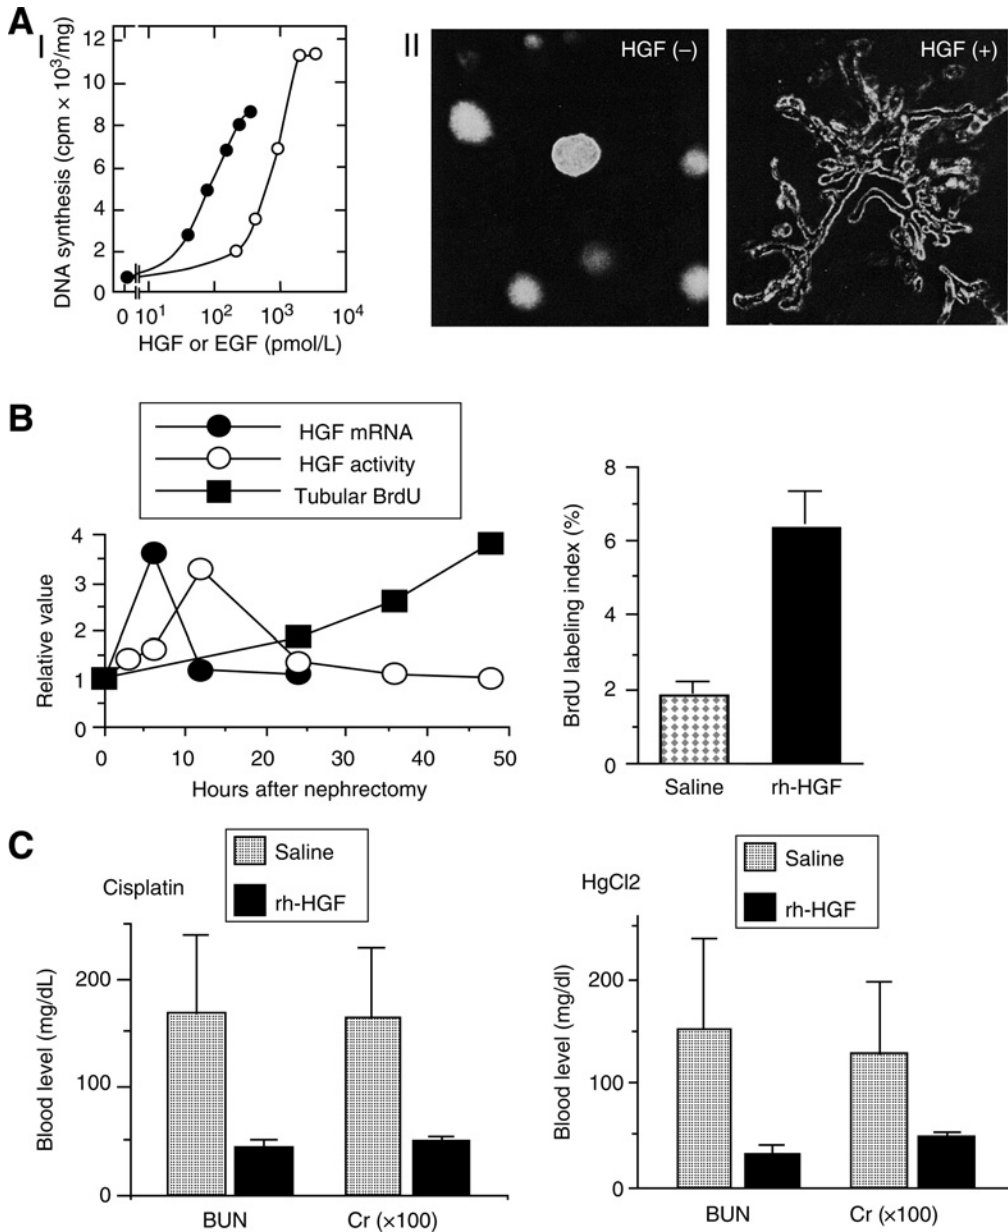 A
I
DNA synthesis (cpm × 10³/mg)
12
10
8
6
4
2
0
0 10¹ 10² 10³ 10⁴
HGF or EGF (pmol/L)
II
HGF (–)
HGF (+)
B
HGF mRNA
HGF activity
Tubular BrdU
Relative value
4
3
2
1
0
0 10 20 30 40 50
Hours after nephrectomy
BrdU labeling index (%)
8
6
4
2
0
Saline rh-HGF
C
Saline
rh-HGF
Cisplatin
Blood level (mg/dL)
200
100
0
BUN Cr (×100)
Saline
rh-HGF
HgCl2
Blood level (mg/dl)
200
100
0
BUN Cr (×100)